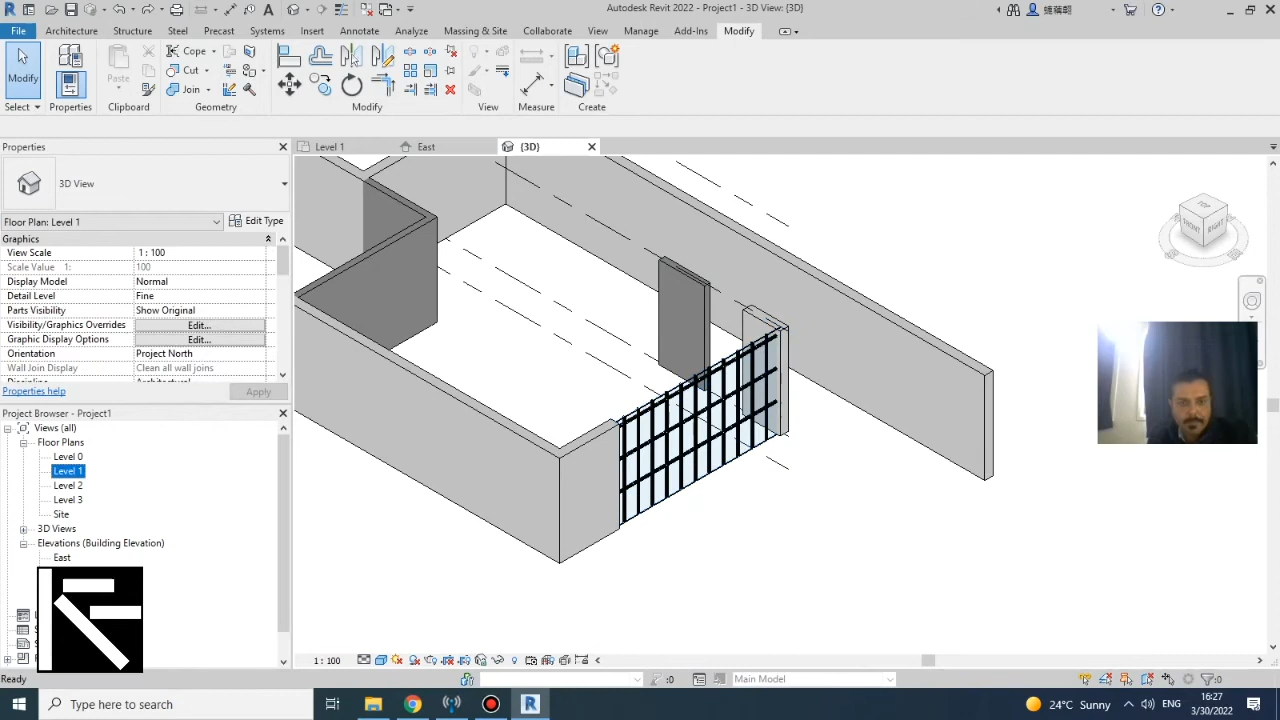 Autodesk Revit 2022 - Project1 - 3D View: {3D}
File Architecture Structure Steel Precast Systems Insert Annotate Analyze Massing & Site Collaborate View Manage Add-Ins Modify
Modify
Paste
Cope
Cut
Join
Select Properties Clipboard Geometry Modify View Measure Create
Properties
Level 1
East
{3D}
3D View
Floor Plan: Level 1
Edit Type
Graphics
View Scale 1 : 100
Scale Value 1: 100
Display Model Normal
Detail Level Fine
Parts Visibility Show Original
Visibility/Graphics Overrides Edit...
Graphic Display Options Edit...
Orientation Project North
Wall Join Display Clean all wall joins
Discipline Architectural
Properties help
Apply
Project Browser - Project1
Views (all)
Floor Plans
Level 0
Level 1
Level 2
Level 3
Site
3D Views
Elevations (Building Elevation)
East
TOP
FRONT
RIGHT
1 : 100
Ready
:0
Main Model
:0
Type here to search
24°C Sunny
ENG
16:27
3/30/2022